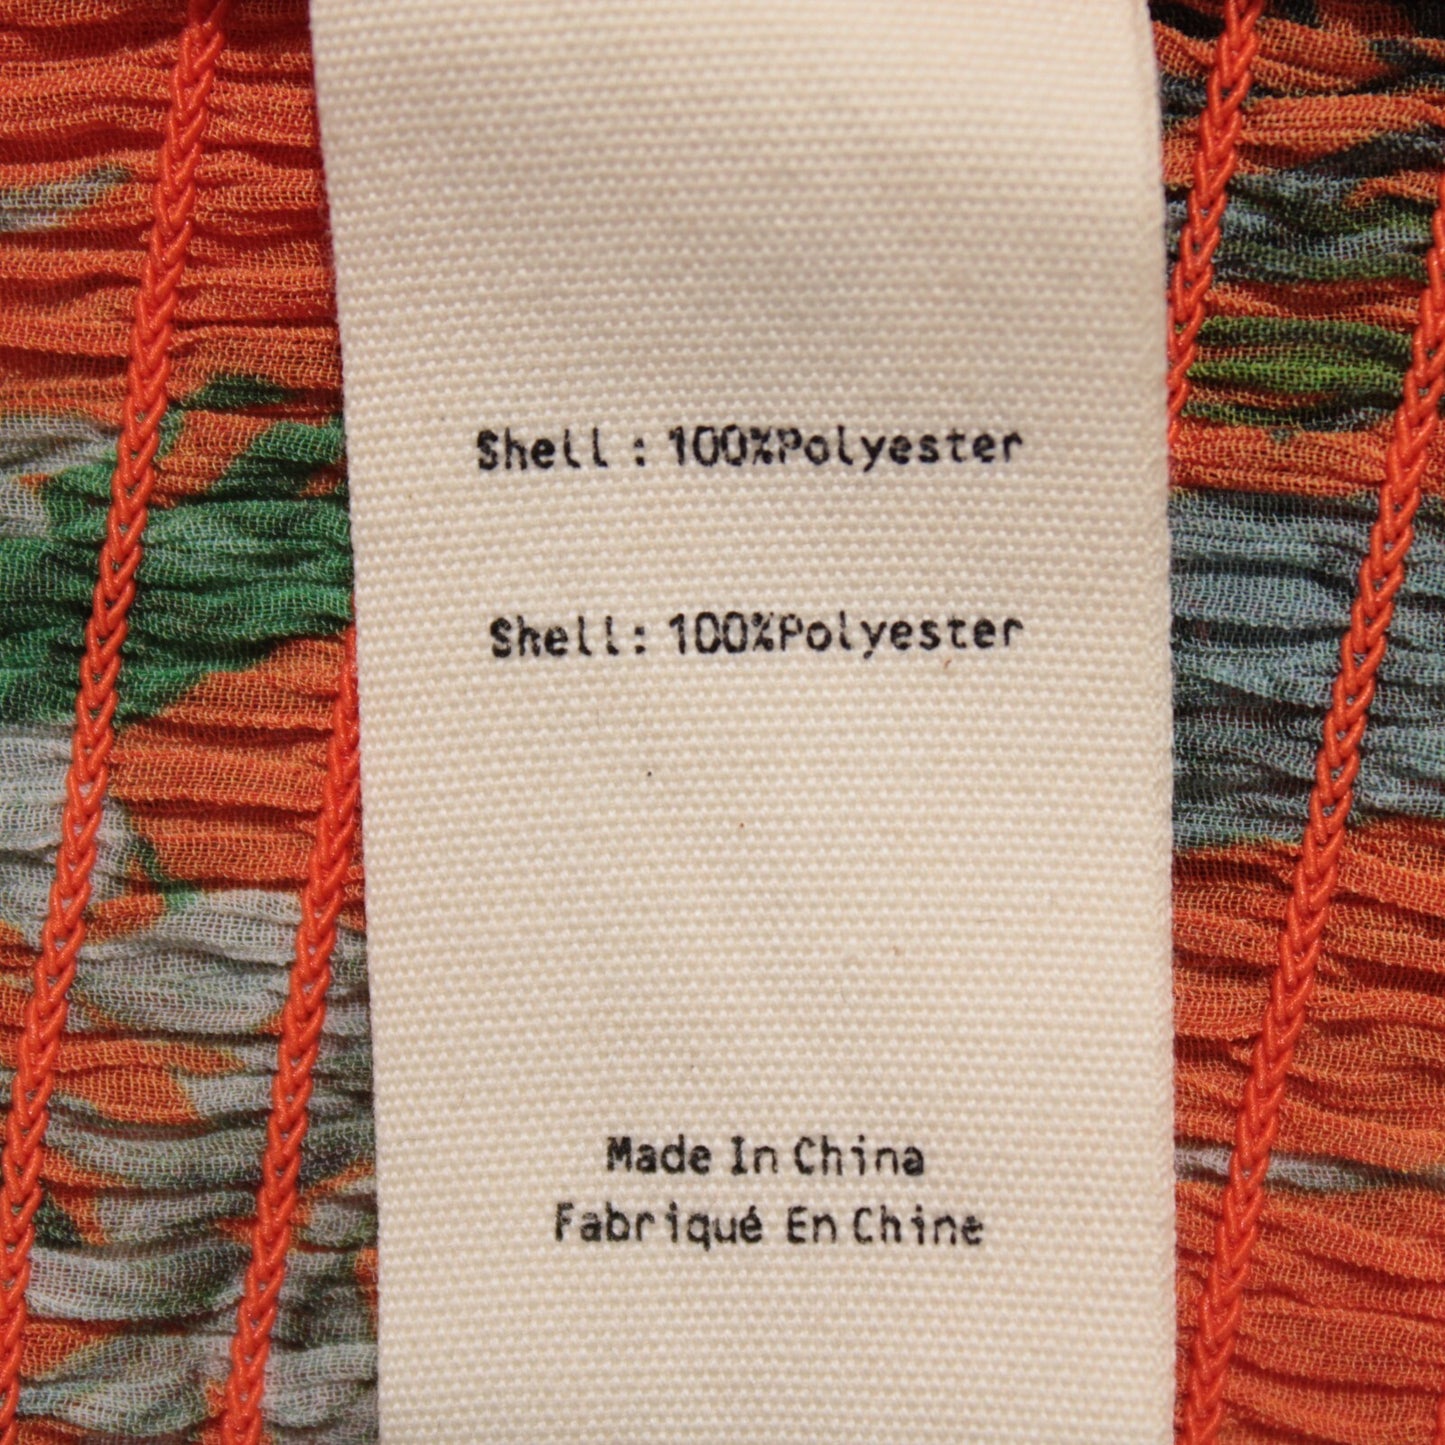 Shell : 100%Polyester
Shell: 100%Polyester
Made In China
Fabriqué En Chine